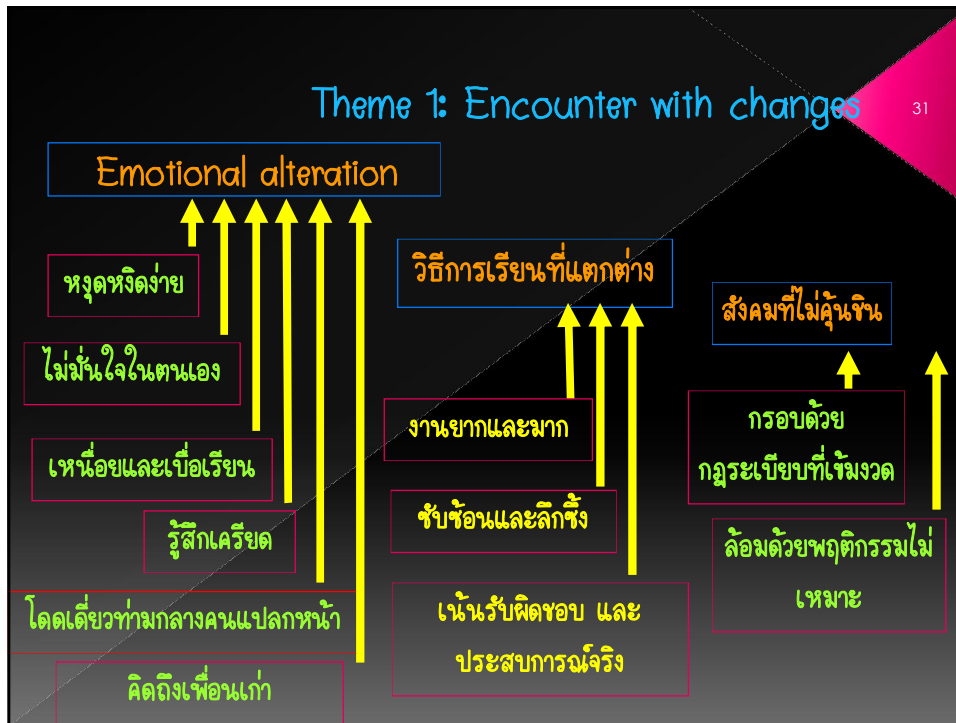 Theme 1: Encounter with changes
31
Emotional alteration
หงุดหงิดง่าย
ไม่มั่นใจในตนเอง
เหนื่อยและเบื่อเรียน
รู้สึกเครียด
โดดเดี่ยวท่ามกลางคนแปลกหน้า
คิดถึงเพื่อนเก่า
วิธีการเรียนที่แตกต่าง
งานยากและมาก
ซับซ้อนและลึกซึ้ง
เน้นรับผิดชอบ และ
ประสบการณ์จริง
สังคมที่ไม่คุ้นชิน
กรอบด้วย
กฎระเบียบที่เข้มงวด
ล้อมด้วยพฤติกรรมไม่
เหมาะ